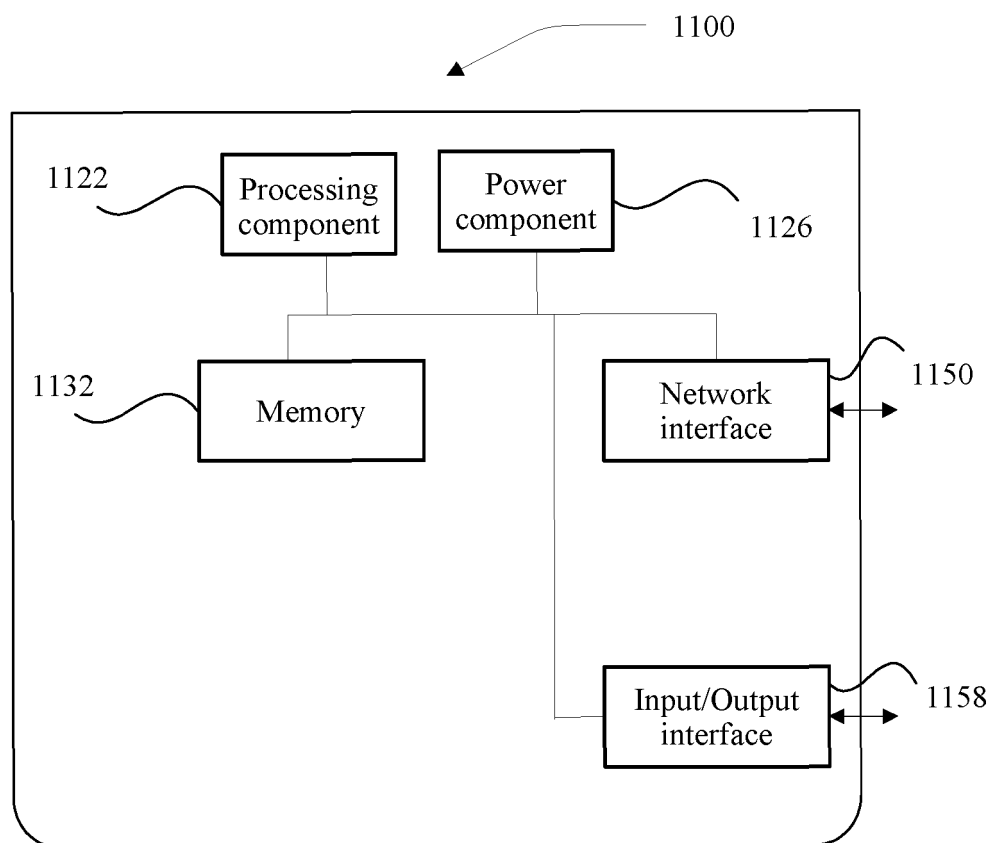 1100
1122
Processing
component
Power
component
1126
1132
Memory
Network
interface
1150
Input/Output
interface
1158